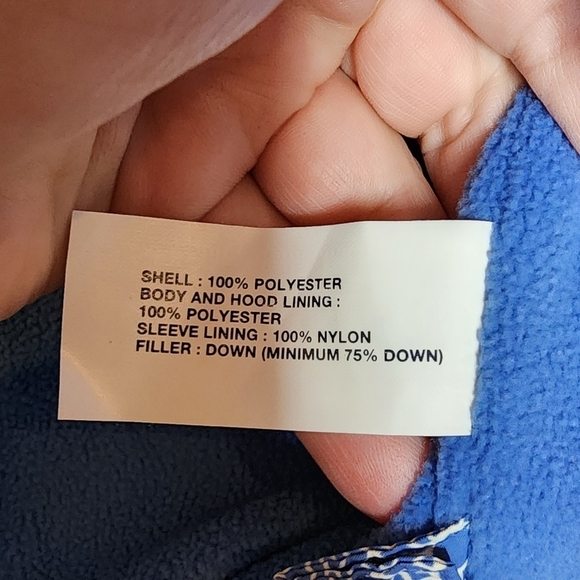 SHELL : 100% POLYESTER
BODY AND HOOD LINING :
100% POLYESTER
SLEEVE LINING : 100% NYLON
FILLER : DOWN (MINIMUM 75% DOWN)